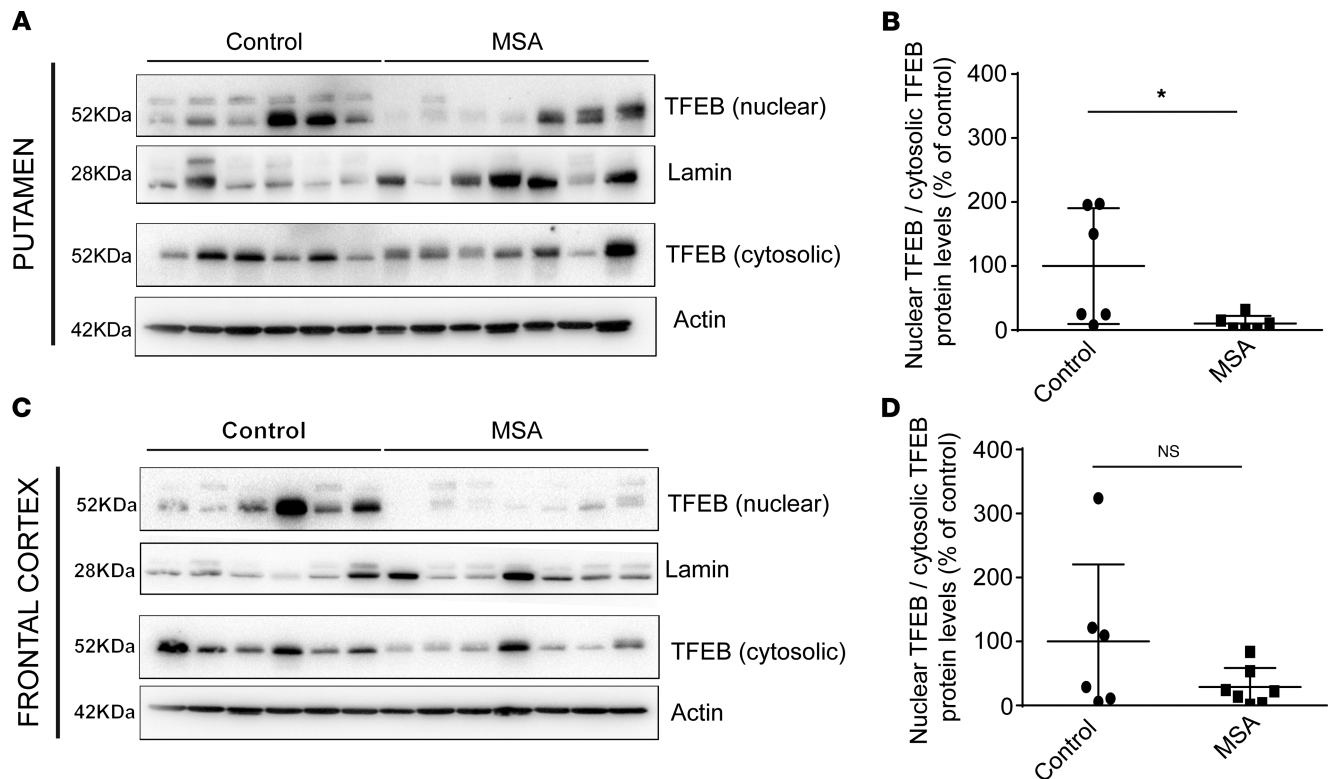 A
Control MSA
PUTAMEN
52KDa TFEB (nuclear)
28KDa Lamin
52KDa TFEB (cytosolic)
42KDa Actin
B
Nuclear TFEB / cytosolic TFEB
protein levels (% of control)
400
300
200
100
0
*
Control MSA
C
Control MSA
FRONTAL CORTEX
52KDa TFEB (nuclear)
28KDa Lamin
52KDa TFEB (cytosolic)
42KDa Actin
D
Nuclear TFEB / cytosolic TFEB
protein levels (% of control)
400
300
200
100
0
NS
Control MSA